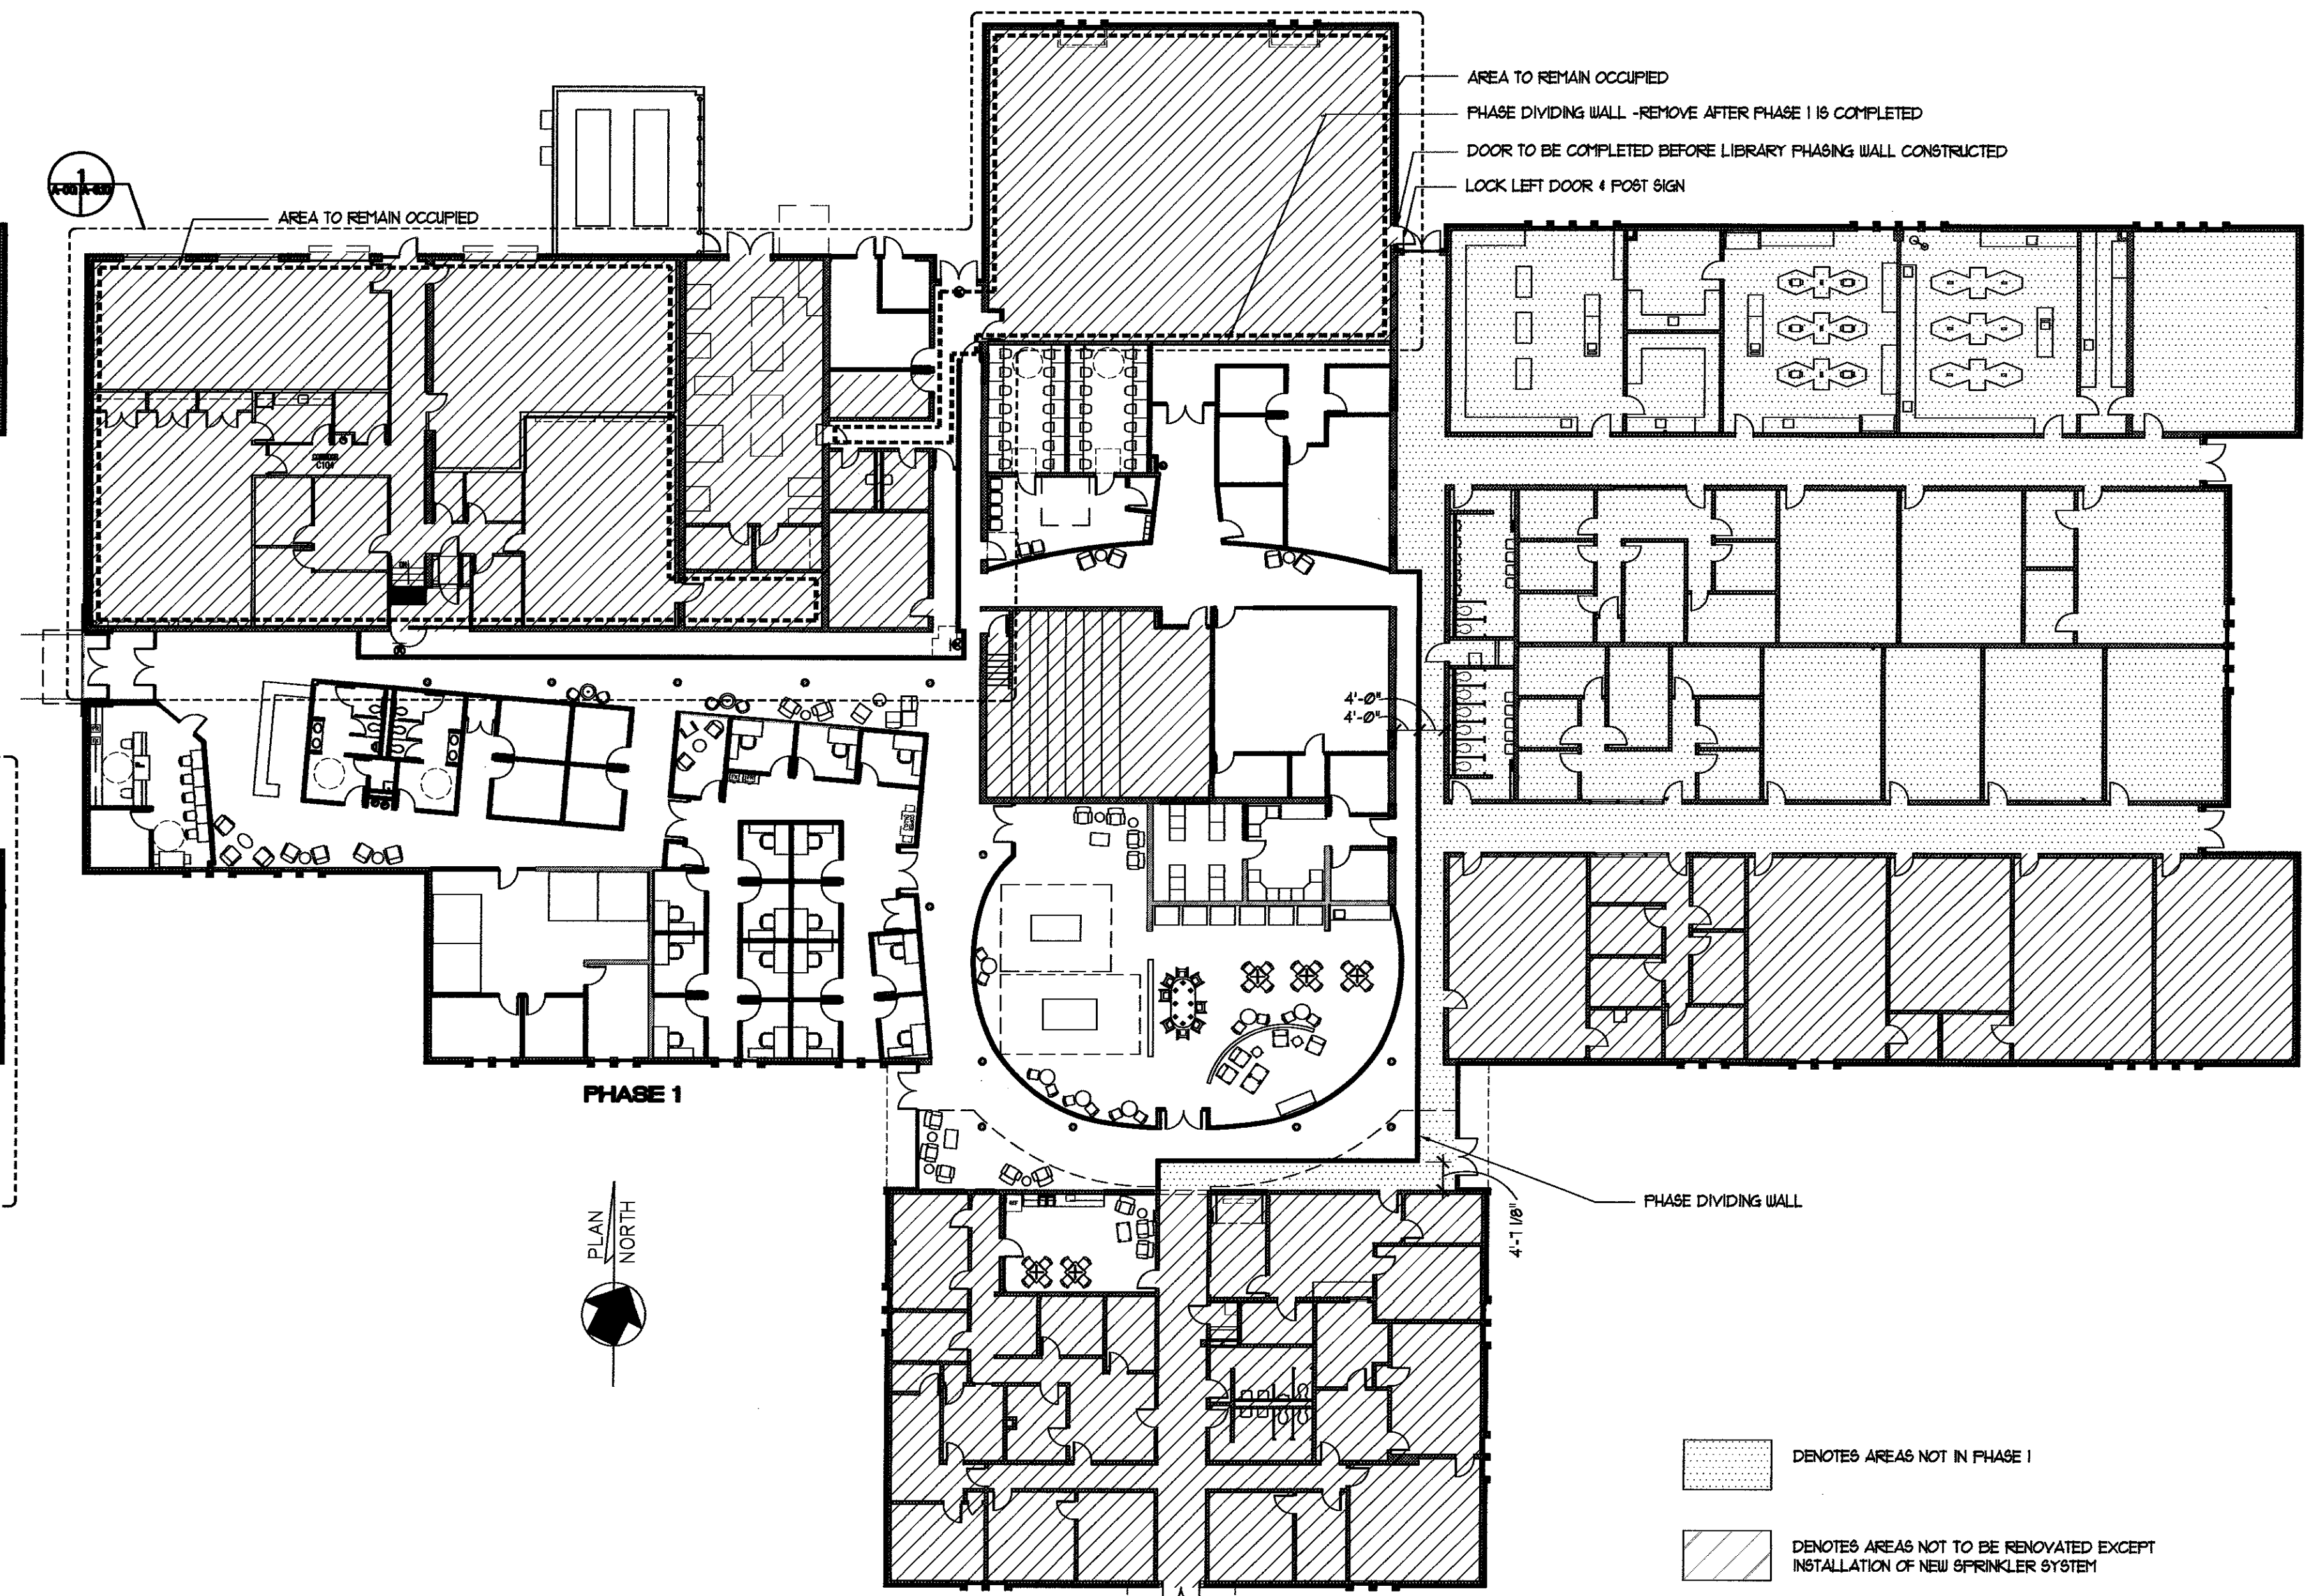 AREA TO REMAIN OCCUPIED
PHASE DIVIDING WALL -REMOVE AFTER PHASE 1 IS COMPLETED
DOOR TO BE COMPLETED BEFORE LIBRARY PHASING WALL CONSTRUCTED
LOCK LEFT DOOR & POST SIGN
1
AREA TO REMAIN OCCUPIED
C104
4'-0"
4'-0"
PHASE 1
PHASE DIVIDING WALL
4'-7 1/8"
PLAN
NORTH
DENOTES AREAS NOT IN PHASE 1
DENOTES AREAS NOT TO BE RENOVATED EXCEPT
INSTALLATION OF NEW SPRINKLER SYSTEM